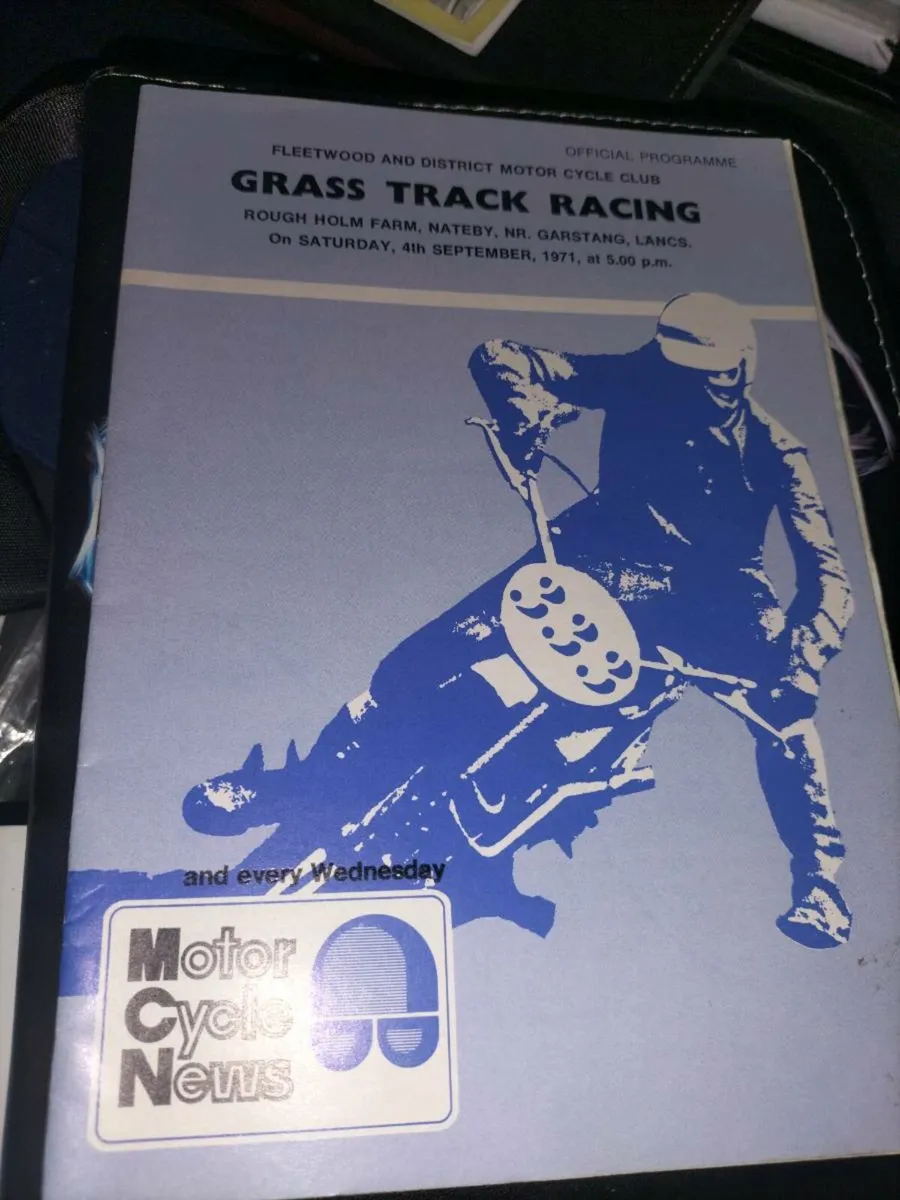 OFFICIAL PROGRAMME
FLEETWOOD AND DISTRICT MOTOR CYCLE CLUB
GRASS TRACK RACING
ROUGH HOLM FARM, NATEBY, NR. GARSTANG, LANCS.
On SATURDAY, 4th SEPTEMBER, 1971, at 5.00 p.m.
and every Wednesday
Motor
Cycle
News